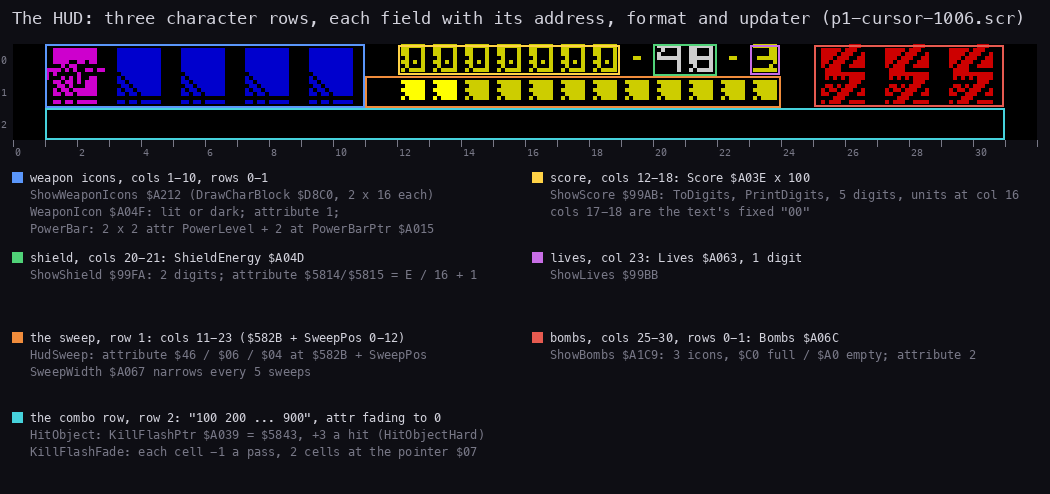 The HUD: three character rows, each field with its address, format and updater (p1-cursor-1006.scr)
0
0000000-98-3
1
2
0 2 4 6 8 10 12 14 16 18 20 22 24 26 28 30
weapon icons, cols 1–10, rows 0–1
ShowWeaponIcons $A212 (DrawCharBlock $D8C0, 2 x 16 each)
WeaponIcon $A04F: lit or dark; attribute 1;
PowerBar: 2 x 2 attr PowerLevel + 2 at PowerBarPtr $A015
score, cols 12–18: Score $A03E x 100
ShowScore $99AB: ToDigits, PrintDigits, 5 digits, units at col 16
cols 17–18 are the text's fixed "00"
shield, cols 20–21: ShieldEnergy $A04D
ShowShield $99FA: 2 digits; attribute $5814/$5815 = E / 16 + 1
lives, col 23: Lives $A063, 1 digit
ShowLives $99BB
the sweep, row 1: cols 11–23 ($582B + SweepPos 0–12)
HudSweep: attribute $46 / $06 / $04 at $582B + SweepPos
SweepWidth $A067 narrows every 5 sweeps
bombs, cols 25–30, rows 0–1: Bombs $A06C
ShowBombs $A1C9: 3 icons, $C0 full / $A0 empty; attribute 2
the combo row, row 2: "100 200 ... 900", attr fading to 0
HitObject: KillFlashPtr $A039 = $5843, +3 a hit (HitObjectHard)
KillFlashFade: each cell −1 a pass, 2 cells at the pointer $07